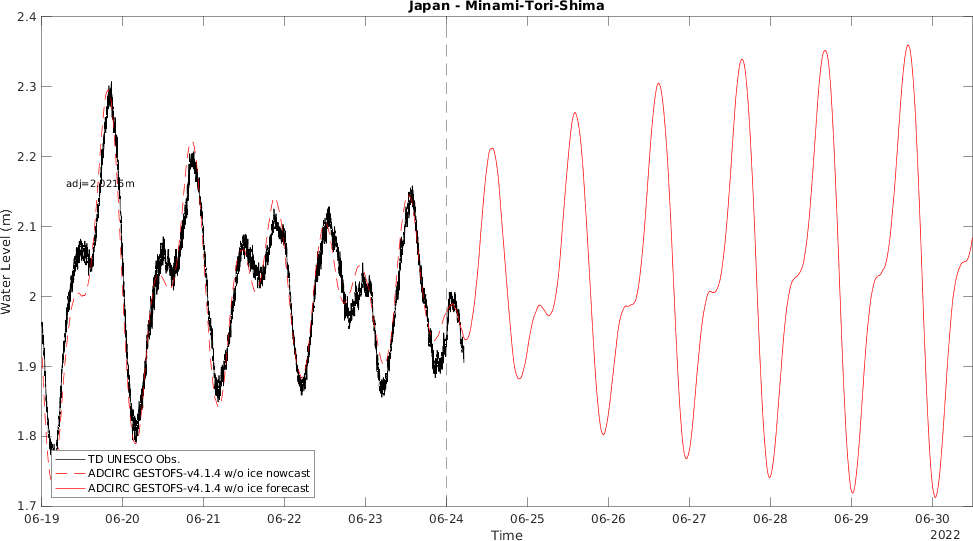 Japan - Minami-Tori-Shima
Water Level (m)
2.4
2.3
2.2
2.1
2
1.9
1.8
1.7
adj=2.0216m
TD UNESCO Obs.
ADCIRC GESTOFS-v4.1.4 w/o ice nowcast
ADCIRC GESTOFS-v4.1.4 w/o ice forecast
06-19 06-20 06-21 06-22 06-23 06-24 06-25 06-26 06-27 06-28 06-29 06-30
Time
2022